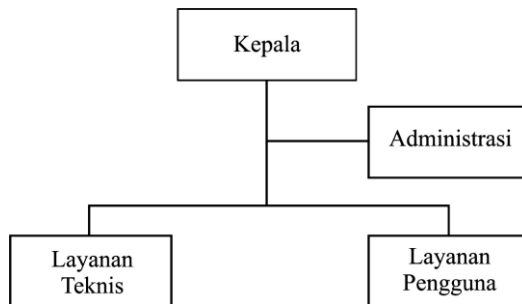 Kepala
Administrasi
Layanan
Teknis
Layanan
Pengguna